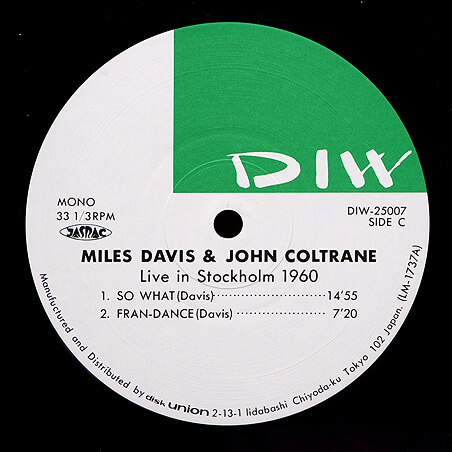 DIW
MONO
33 1/3RPM
JASRAC
DIW-25007
SIDE C
MILES DAVIS & JOHN COLTRANE
Live in Stockholm 1960
1. SO WHAT(Davis) 14'55
2. FRAN-DANCE(Davis) 7'20
Manufuctured and Distributed by disk union 2-13-1 Iidabashi Chiyoda-ku Tokyo 102 Japan. (LM-1737A)